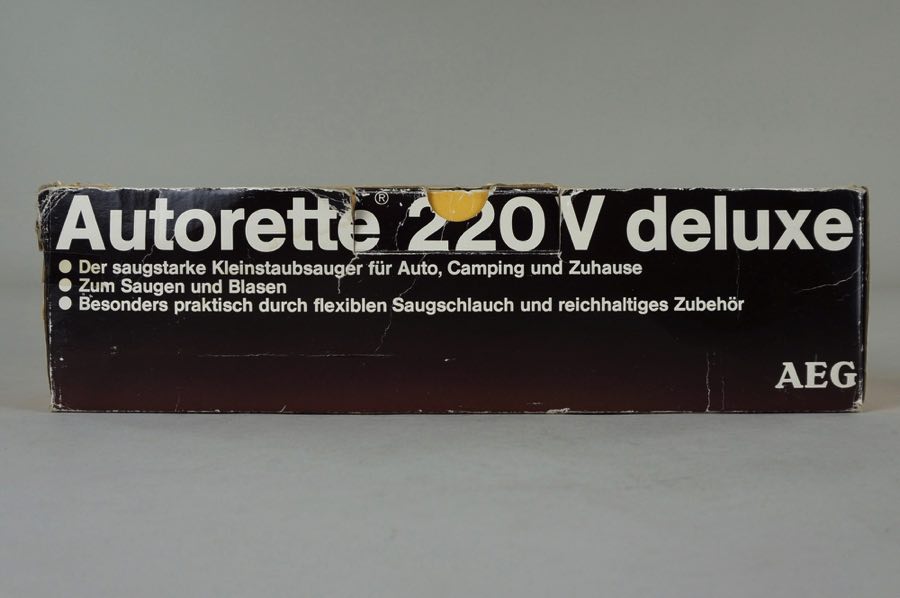 Autorette® 220 V deluxe
● Der saugstarke Kleinstaubsauger für Auto, Camping und Zuhause
● Zum Saugen und Blasen
● Besonders praktisch durch flexiblen Saugschlauch und reichhaltiges Zubehör
AEG